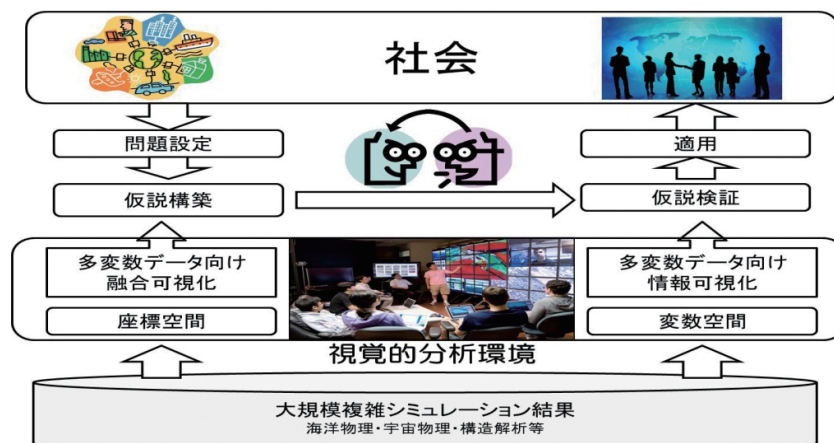 社会
問題設定
適用
仮説構築
仮説検証
多変数データ向け
融合可視化
多変数データ向け
情報可視化
座標空間
変数空間
視覚的分析環境
大規模複雑シミュレーション結果
海洋物理・宇宙物理・構造解析等